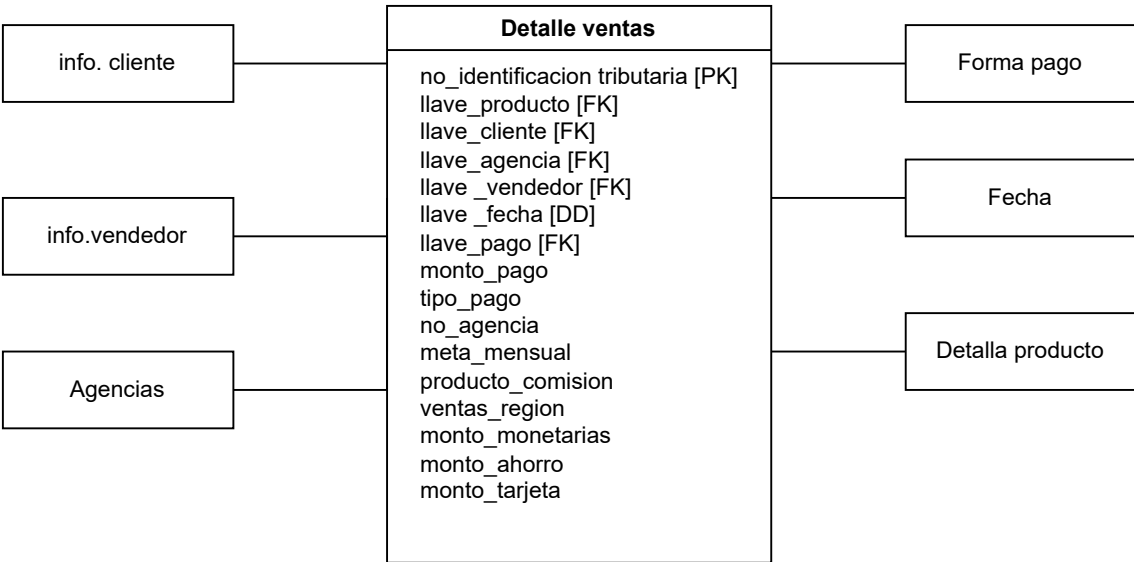 info. cliente
info.vendedor
Agencias
Detalle ventas
no_identificacion tributaria [PK]
llave_producto [FK]
llave_cliente [FK]
llave_agencia [FK]
llave _vendedor [FK]
llave _fecha [DD]
llave_pago [FK]
monto_pago
tipo_pago
no_agencia
meta_mensual
producto_comision
ventas_region
monto_monetarias
monto_ahorro
monto_tarjeta
Forma pago
Fecha
Detalla producto